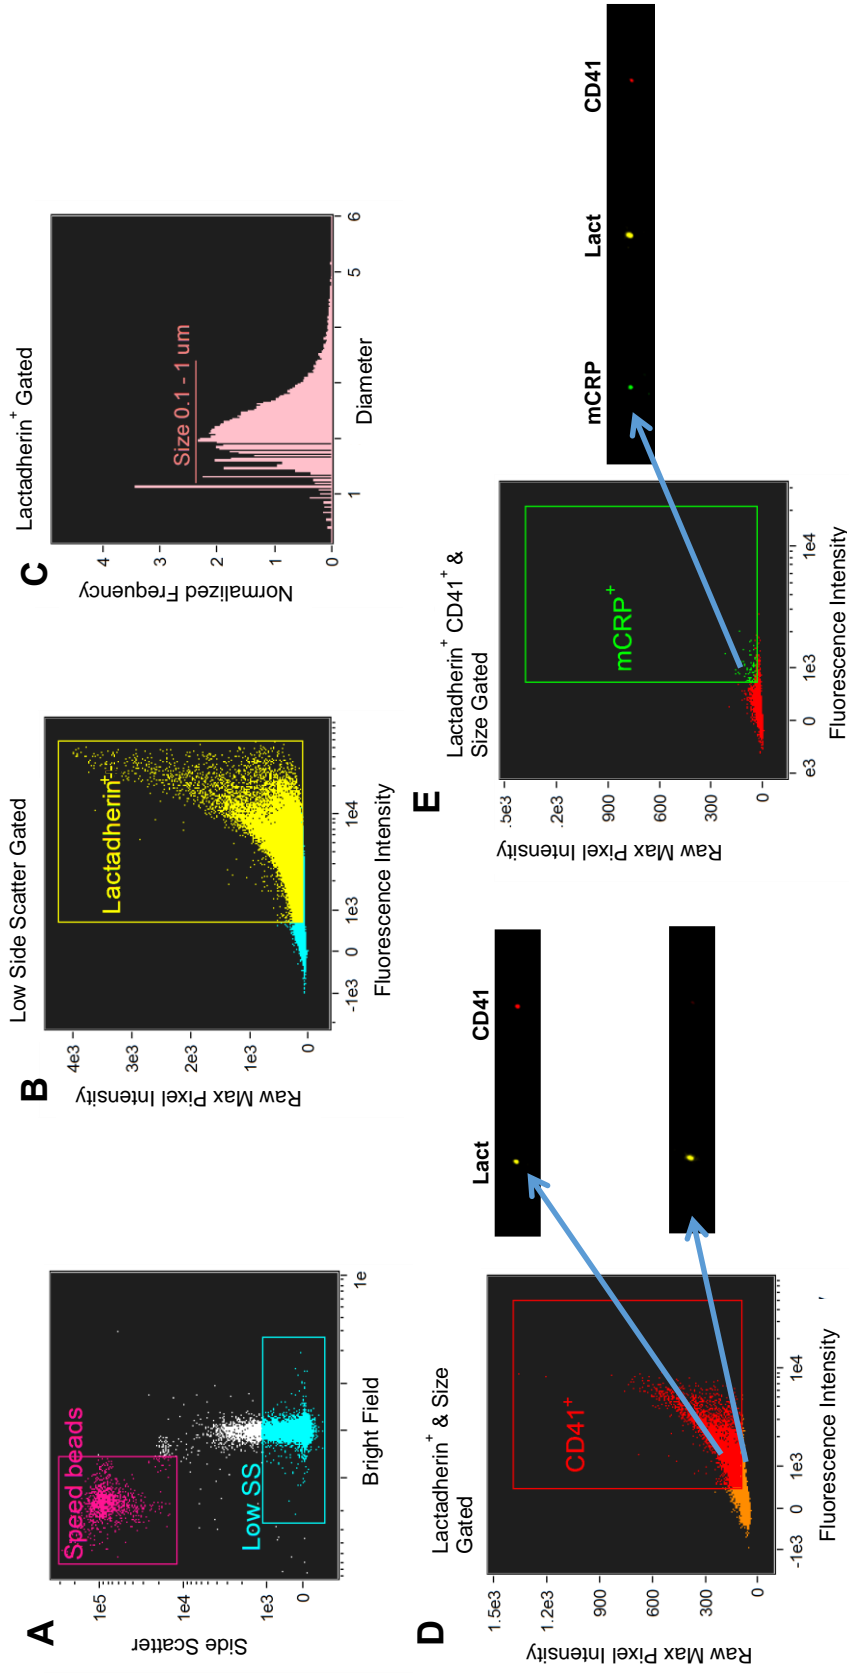 A
Side Scatter
1e5
1e4
1e3
0
Speed beads
Low SS
Bright Field
1e
B
Low Side Scatter Gated
Raw Max Pixel Intensity
4e3
3e3
2e3
1e3
0
Lactadherin+
-1e3
0
1e3
1e4
Fluorescence Intensity
C
Lactadherin+ Gated
Normalized Frequency
4
3
2
1
0
Size 0.1 - 1 um
1
5
6
Diameter
D
Lactadherin+ & Size
Gated
Raw Max Pixel Intensity
1.5e3
1.2e3
900
600
300
0
CD41+
-1e3
0
1e3
1e4
Fluorescence Intensity
Lact
CD41
E
Lactadherin+ CD41+ &
Size Gated
Raw Max Pixel Intensity
.5e3
.2e3
900
600
300
0
mCRP+
e3
0
1e3
1e4
Fluorescence Intensity
mCRP
Lact
CD41